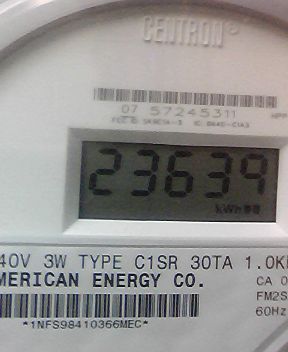 CENTRON®
07 57245311
23639
kWh
40V 3W TYPE C1SR 30TA 1.0K
MERICAN ENERGY CO.
CA 0
FM2S
60Hz
*1NFS98410366MEC*